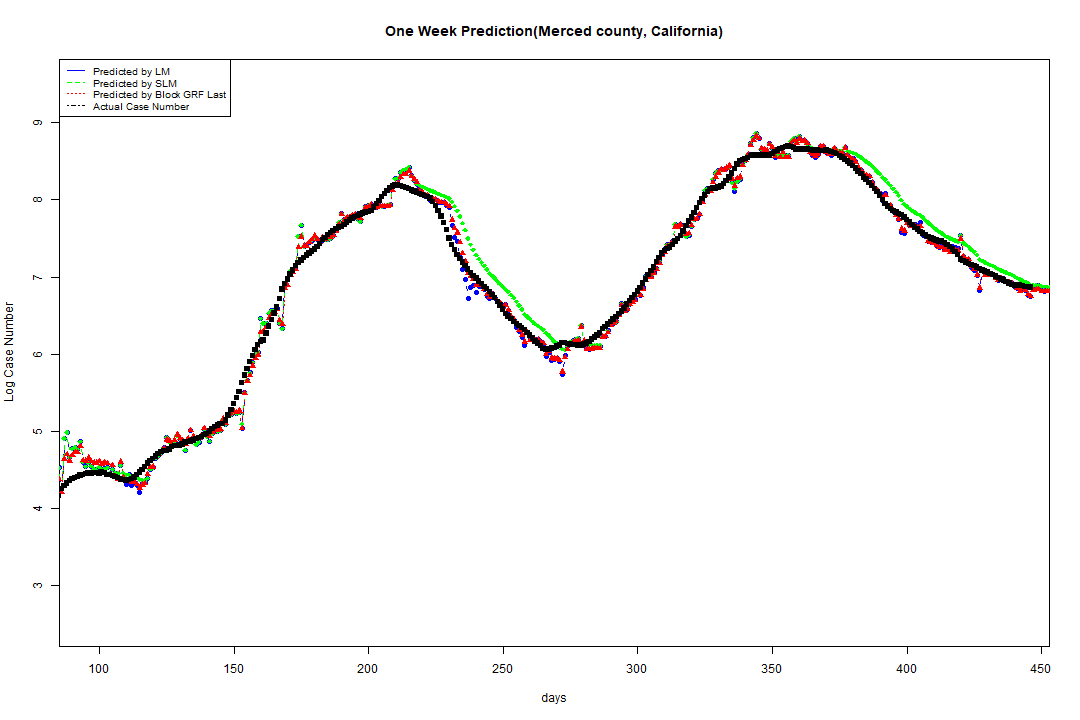 One Week Prediction(Merced county, California)
Predicted by LM
Predicted by SLM
Predicted by Block GRF Last
Actual Case Number
9
8
7
6
5
4
3
Log Case Number
100 150 200 250 300 350 400 450
days